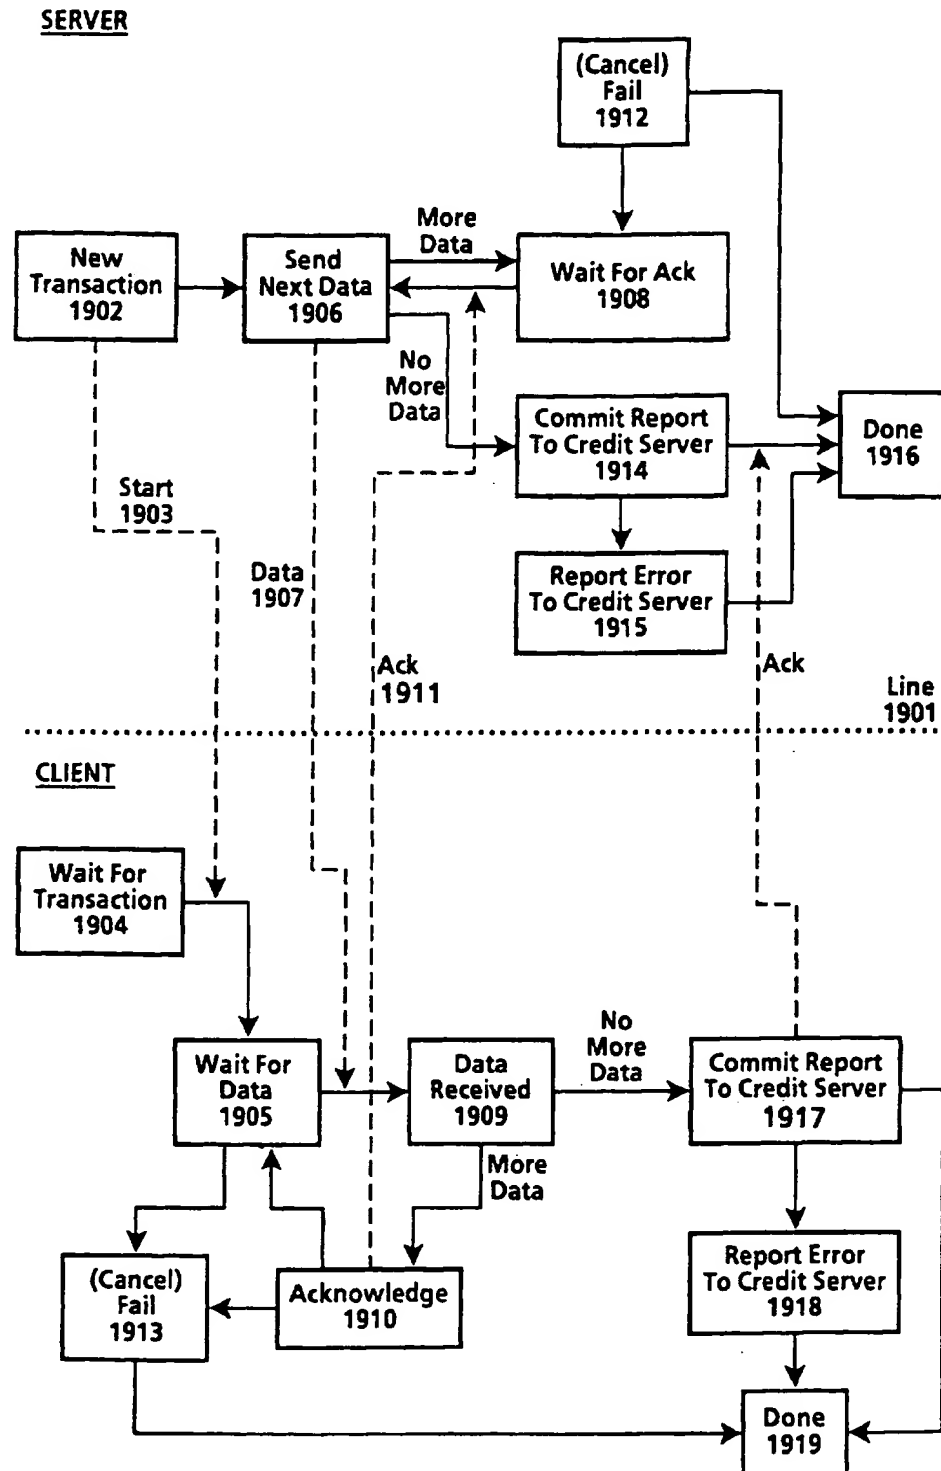 SERVER
(Cancel)
Fail
1912
New
Transaction
1902
Send
Next Data
1906
More
Data
Wait For Ack
1908
No
More
Data
Commit Report
To Credit Server
1914
Done
1916
Start
1903
Data
1907
Report Error
To Credit Server
1915
Ack
1911
Ack
Line
1901
CLIENT
Wait For
Transaction
1904
Wait For
Data
1905
Data
Received
1909
No
More
Data
Commit Report
To Credit Server
1917
More
Data
(Cancel)
Fail
1913
Acknowledge
1910
Report Error
To Credit Server
1918
Done
1919